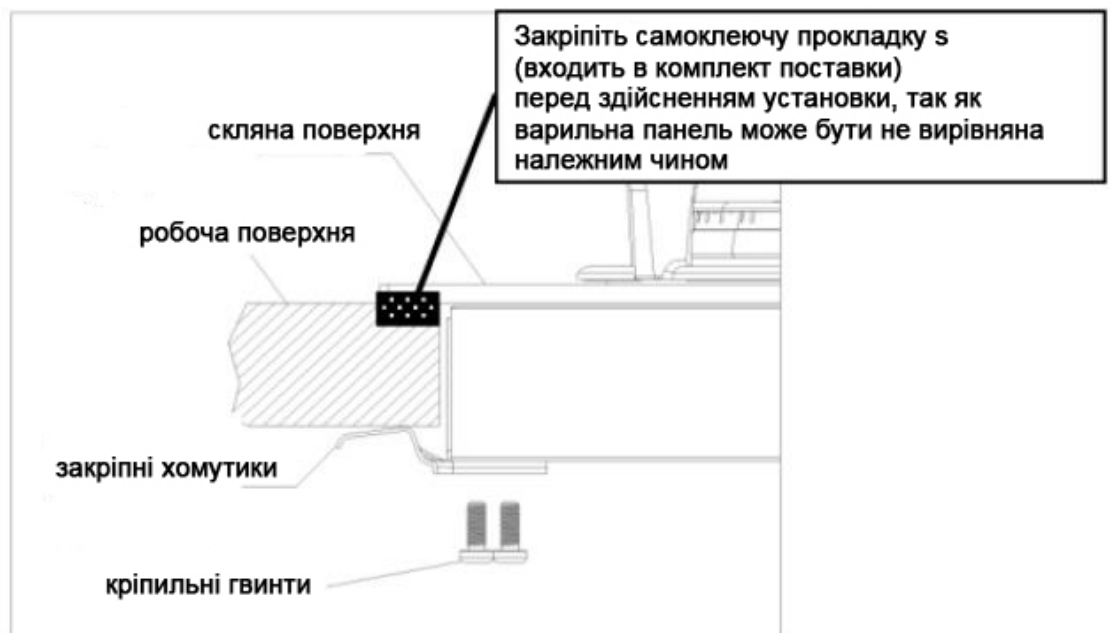 Закріпіть самоклеючу прокладку s
(входить в комплект поставки)
перед здійсненням установки, так як
варильна панель може бути не вирівняна
належним чином
скляна поверхня
робоча поверхня
закріпні хомутики
кріпильні гвинти